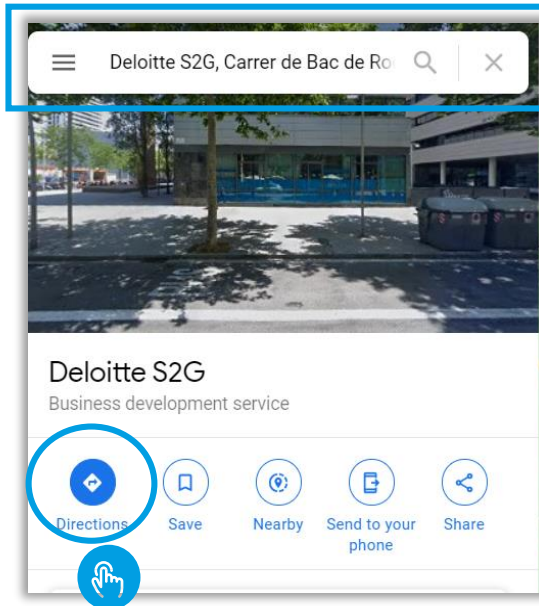 Deloitte S2G, Carrer de Bac de Ro
Deloitte S2G
Business development service
Directions Save Nearby Send to your Share
phone